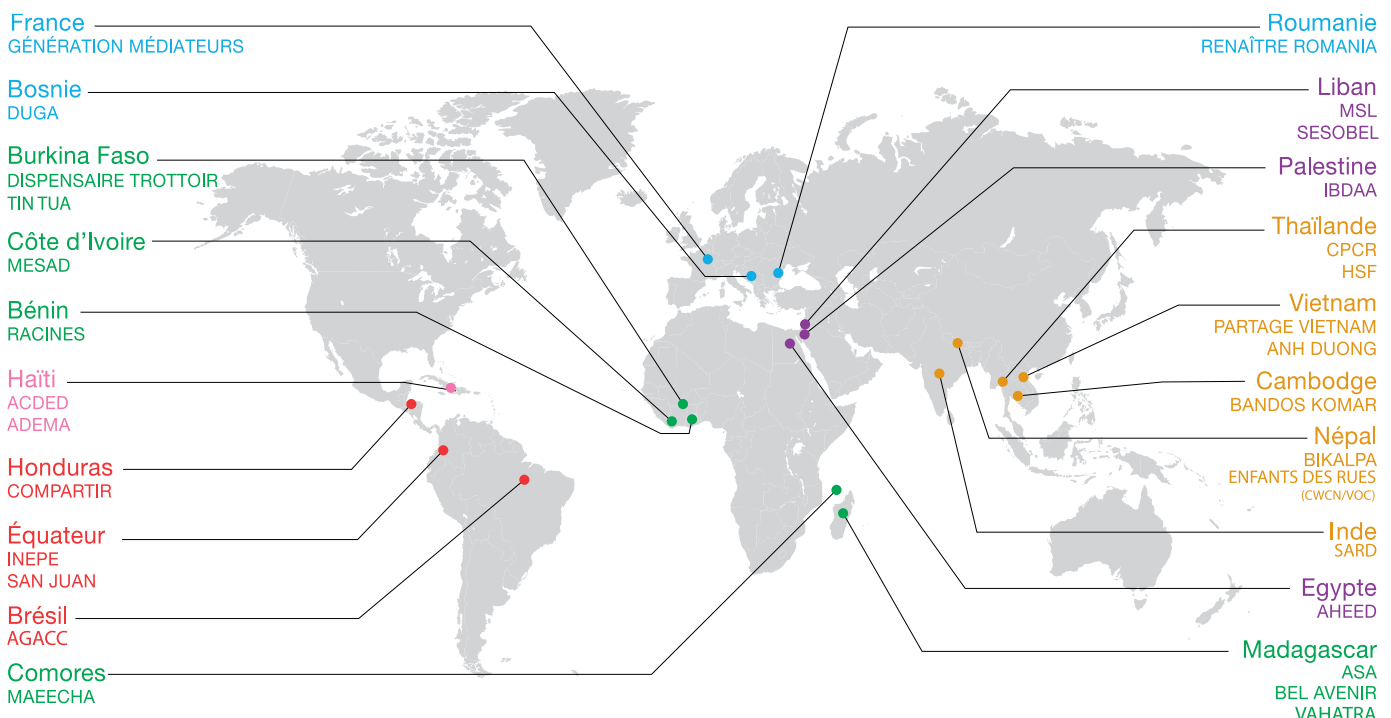 France
GÉNÉRATION MÉDIATEURS
Bosnie
DUGA
Burkina Faso
DISPENSAIRE TROTTOIR
TIN TUA
Côte d'Ivoire
MESAD
Bénin
RACINES
Haïti
ACDED
ADEMA
Honduras
COMPARTIR
Équateur
INEPE
SAN JUAN
Brésil
AGACC
Comores
MAEECHA
Roumanie
RENAÎTRE ROMANIA
Liban
MSL
SESOBEL
Palestine
IBDAA
Thaïlande
CPCR
HSF
Vietnam
PARTAGE VIETNAM
ANH DUONG
Cambodge
BANDOS KOMAR
Népal
BIKALPA
ENFANTS DES RUES
(CWCN/VOC)
Inde
SARD
Egypte
AHEED
Madagascar
ASA
BEL AVENIR
VAHATRA